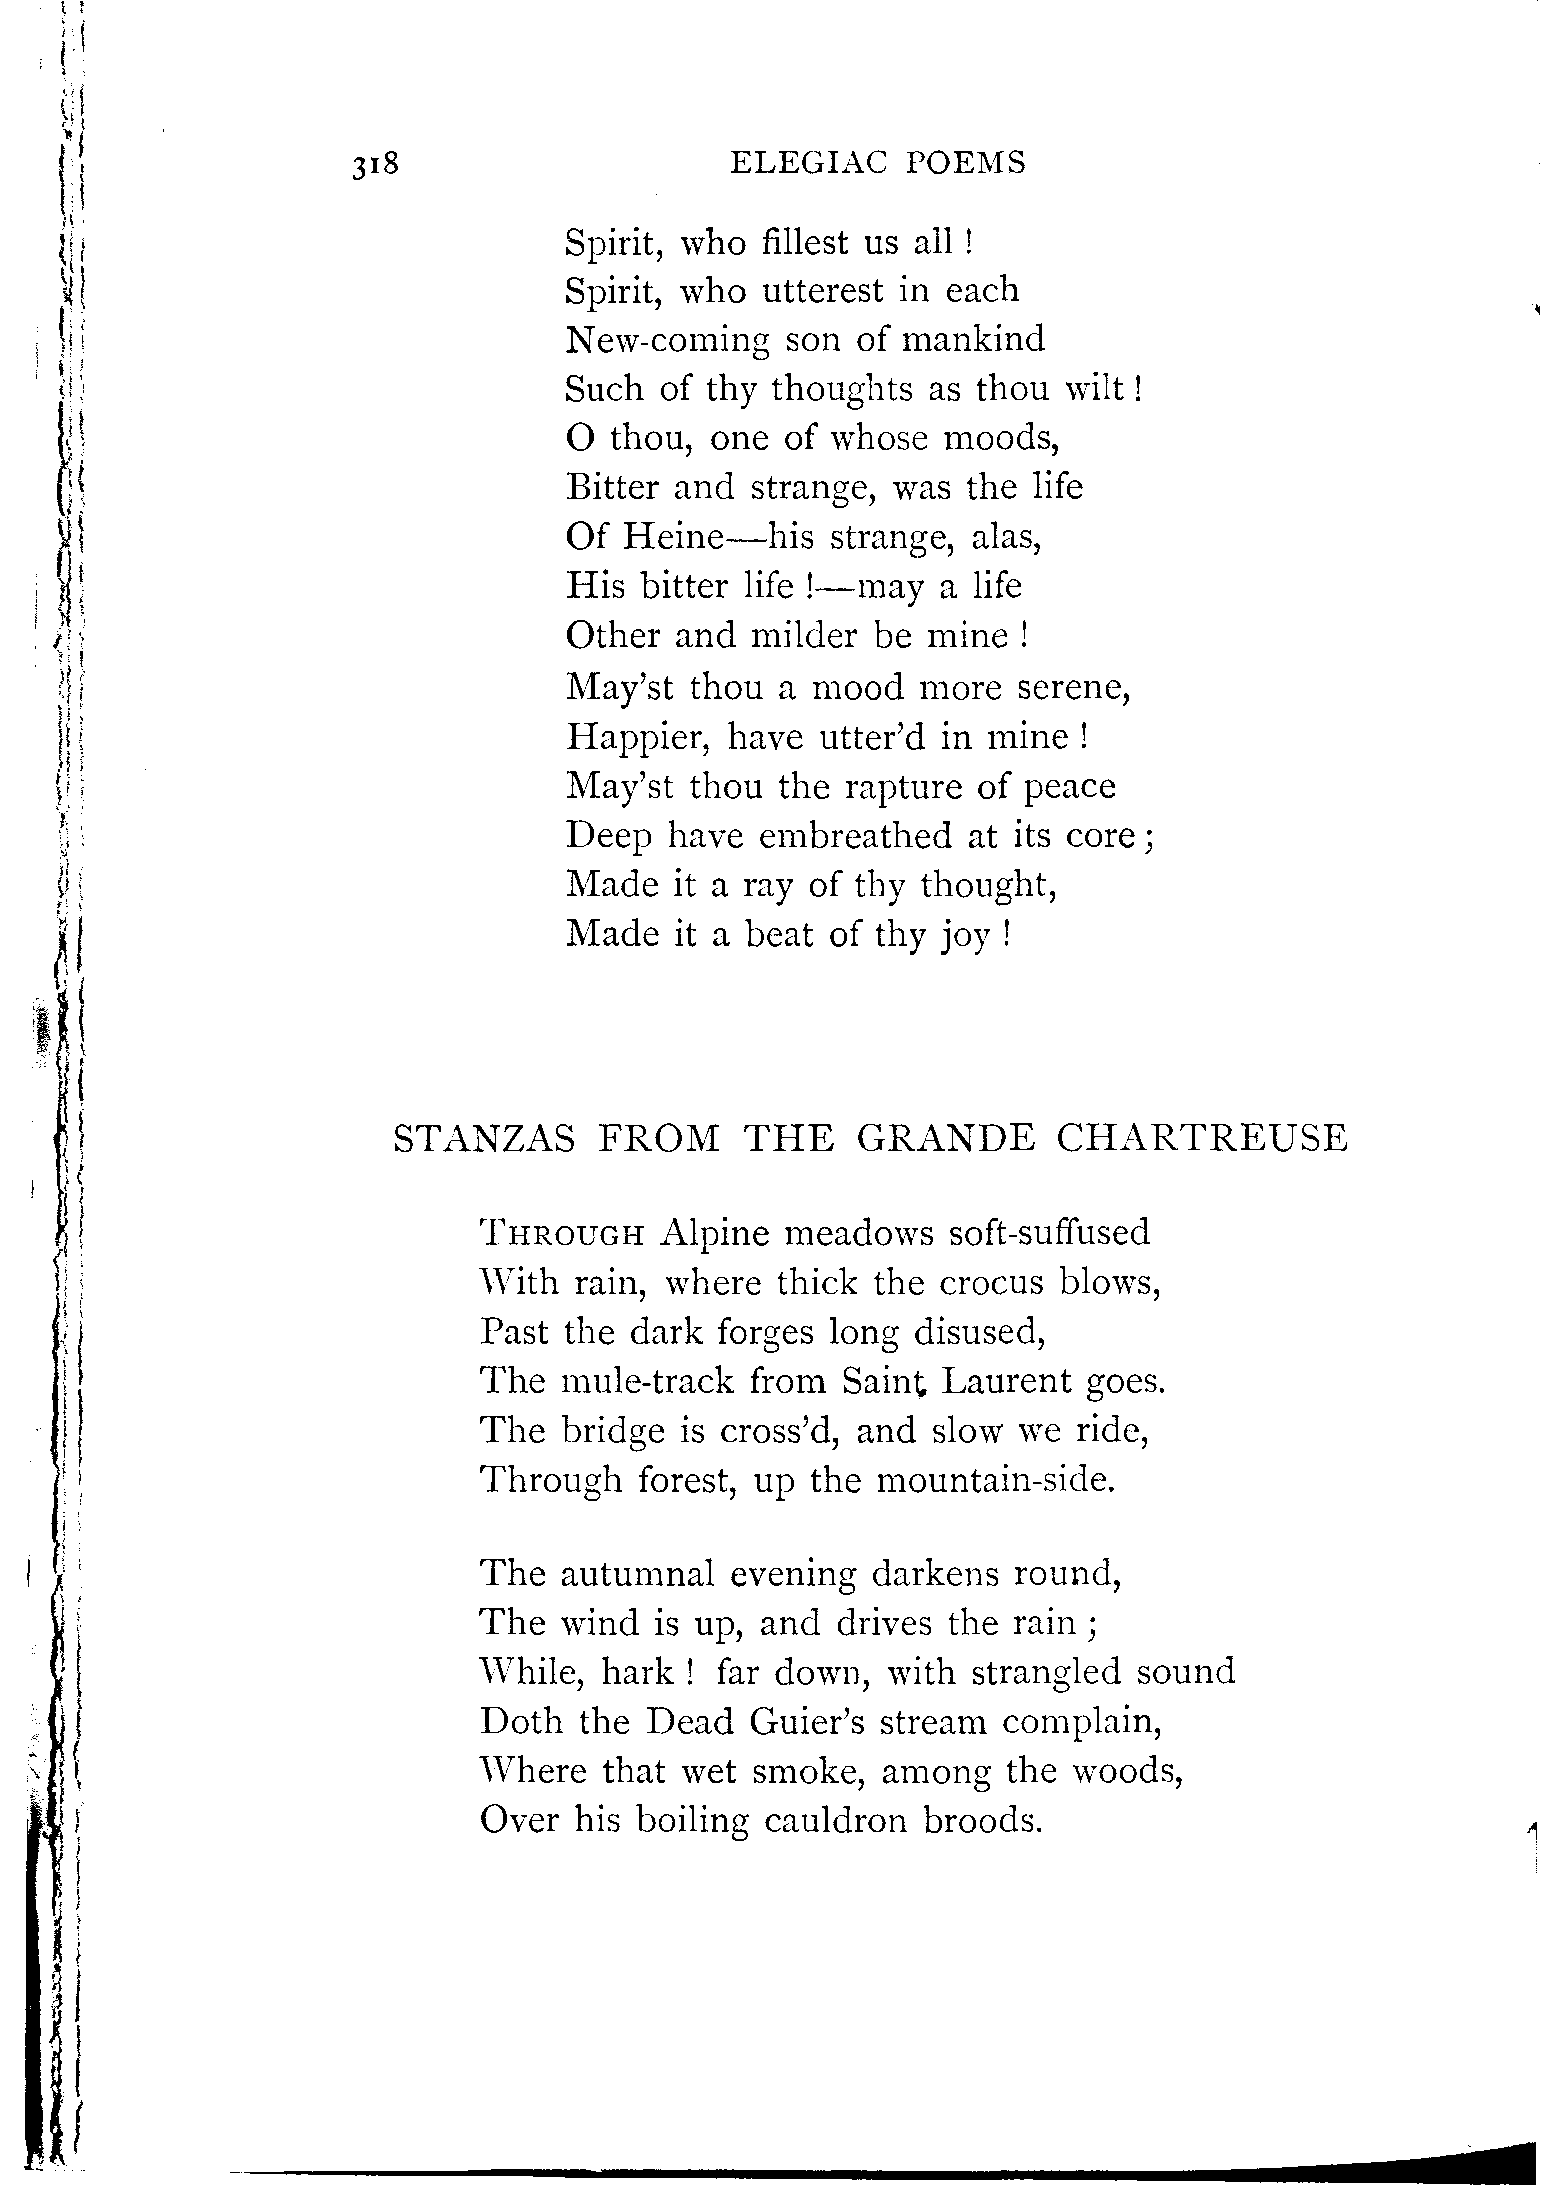 318 ELEGIAC POEMS
Spirit, who fillest us all !
Spirit, who utterest in each
New-coming son of mankind
Such of thy thoughts as thou wilt !
O thou, one of whose moods,
Bitter and strange, was the life
Of Heine—his strange, alas,
His bitter life !—may a life
Other and milder be mine !
May'st thou a mood more serene,
Happier, have utter'd in mine !
May'st thou the rapture of peace
Deep have embreathed at its core ;
Made it a ray of thy thought,
Made it a beat of thy joy !
STANZAS FROM THE GRANDE CHARTREUSE
THROUGH Alpine meadows soft-suffused
With rain, where thick the crocus blows,
Past the dark forges long disused,
The mule-track from Saint Laurent goes.
The bridge is cross'd, and slow we ride,
Through forest, up the mountain-side.
The autumnal evening darkens round,
The wind is up, and drives the rain ;
While, hark ! far down, with strangled sound
Doth the Dead Guier's stream complain,
Where that wet smoke, among the woods,
Over his boiling cauldron broods.